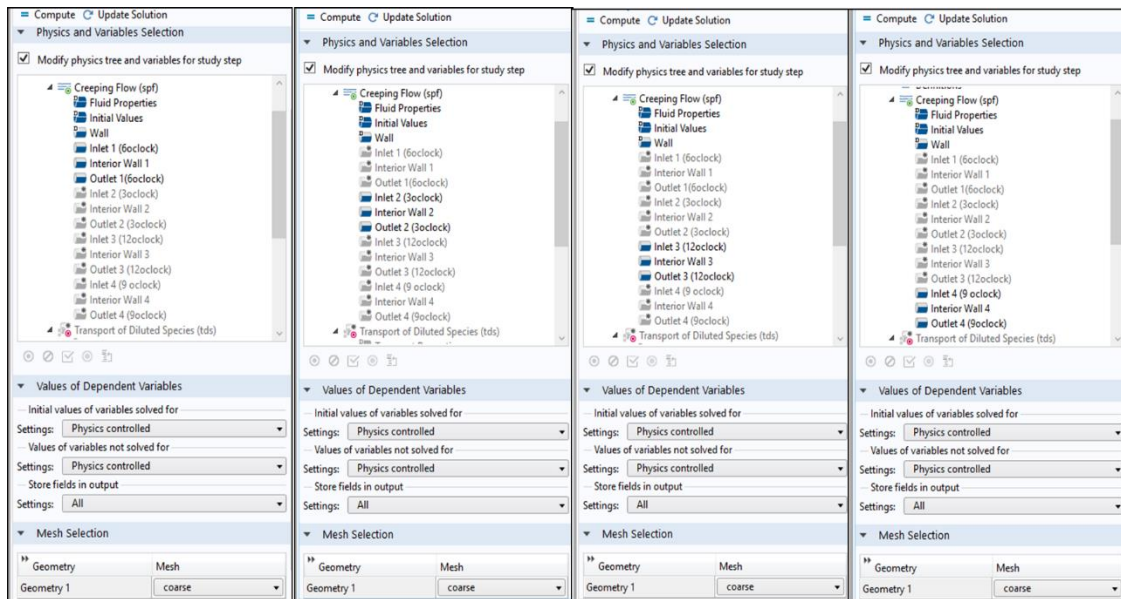 Compute Update Solution
Physics and Variables Selection
Modify physics tree and variables for study step
Creeping Flow (spf)
Fluid Properties
Initial Values
Wall
Inlet 1 (6oclock)
Interior Wall 1
Outlet 1(6oclock)
Inlet 2 (3oclock)
Interior Wall 2
Outlet 2 (3oclock)
Inlet 3 (12oclock)
Interior Wall 3
Outlet 3 (12oclock)
Inlet 4 (9 oclock)
Interior Wall 4
Outlet 4 (9oclock)
Transport of Diluted Species (tds)
Values of Dependent Variables
Initial values of variables solved for
Settings: Physics controlled
Values of variables not solved for
Settings: Physics controlled
Store fields in output
Settings: All
Mesh Selection
Geometry Mesh
Geometry 1 coarse
Compute Update Solution
Physics and Variables Selection
Modify physics tree and variables for study step
Creeping Flow (spf)
Fluid Properties
Initial Values
Wall
Inlet 1 (6oclock)
Interior Wall 1
Outlet 1(6oclock)
Inlet 2 (3oclock)
Interior Wall 2
Outlet 2 (3oclock)
Inlet 3 (12oclock)
Interior Wall 3
Outlet 3 (12oclock)
Inlet 4 (9 oclock)
Interior Wall 4
Outlet 4 (9oclock)
Transport of Diluted Species (tds)
Values of Dependent Variables
Initial values of variables solved for
Settings: Physics controlled
Values of variables not solved for
Settings: Physics controlled
Store fields in output
Settings: All
Mesh Selection
Geometry Mesh
Geometry 1 coarse
Compute Update Solution
Physics and Variables Selection
Modify physics tree and variables for study step
Creeping Flow (spf)
Fluid Properties
Initial Values
Wall
Inlet 1 (6oclock)
Interior Wall 1
Outlet 1(6oclock)
Inlet 2 (3oclock)
Interior Wall 2
Outlet 2 (3oclock)
Inlet 3 (12oclock)
Interior Wall 3
Outlet 3 (12oclock)
Inlet 4 (9 oclock)
Interior Wall 4
Outlet 4 (9oclock)
Transport of Diluted Species (tds)
Values of Dependent Variables
Initial values of variables solved for
Settings: Physics controlled
Values of variables not solved for
Settings: Physics controlled
Store fields in output
Settings: All
Mesh Selection
Geometry Mesh
Geometry 1 coarse
Compute Update Solution
Physics and Variables Selection
Modify physics tree and variables for study step
Creeping Flow (spf)
Fluid Properties
Initial Values
Wall
Inlet 1 (6oclock)
Interior Wall 1
Outlet 1(6oclock)
Inlet 2 (3oclock)
Interior Wall 2
Outlet 2 (3oclock)
Inlet 3 (12oclock)
Interior Wall 3
Outlet 3 (12oclock)
Inlet 4 (9 oclock)
Interior Wall 4
Outlet 4 (9oclock)
Transport of Diluted Species (tds)
Values of Dependent Variables
Initial values of variables solved for
Settings: Physics controlled
Values of variables not solved for
Settings: Physics controlled
Store fields in output
Settings: All
Mesh Selection
Geometry Mesh
Geometry 1 coarse